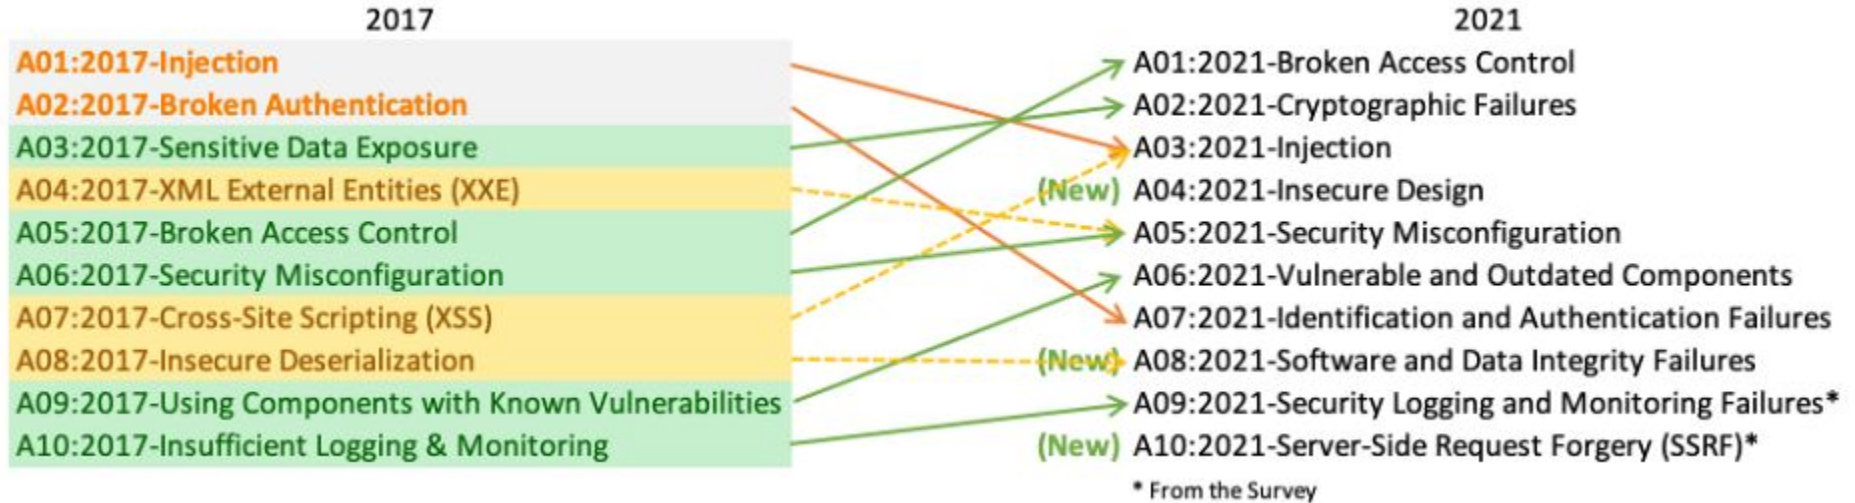 2017
2021
A01:2017-Injection
A02:2017-Broken Authentication
A03:2017-Sensitive Data Exposure
A04:2017-XML External Entities (XXE)
A05:2017-Broken Access Control
A06:2017-Security Misconfiguration
A07:2017-Cross-Site Scripting (XSS)
A08:2017-Insecure Deserialization
A09:2017-Using Components with Known Vulnerabilities
A10:2017-Insufficient Logging & Monitoring
A01:2021-Broken Access Control
A02:2021-Cryptographic Failures
A03:2021-Injection
(New) A04:2021-Insecure Design
A05:2021-Security Misconfiguration
A06:2021-Vulnerable and Outdated Components
A07:2021-Identification and Authentication Failures
(New) A08:2021-Software and Data Integrity Failures
A09:2021-Security Logging and Monitoring Failures*
(New) A10:2021-Server-Side Request Forgery (SSRF)*
* From the Survey